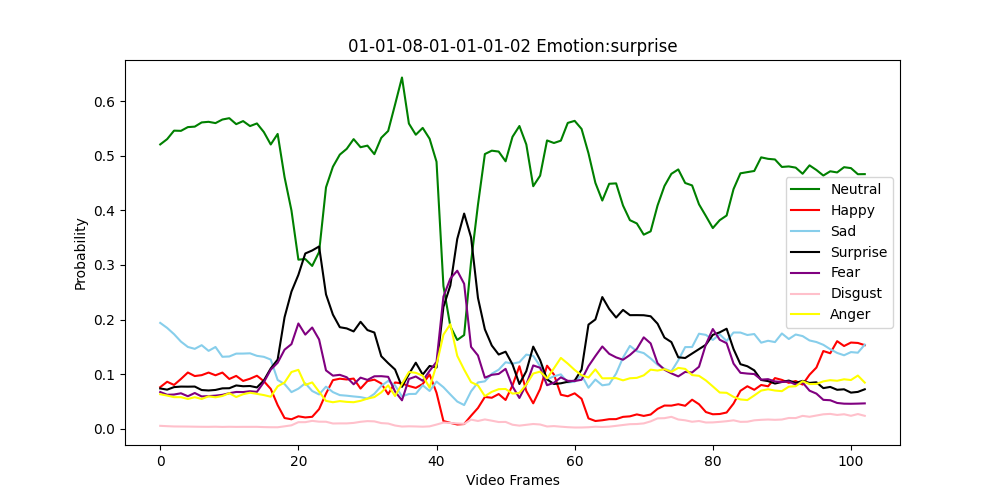 01-01-08-01-01-01-02 Emotion:surprise
Probability
0.6
0.5
0.4
0.3
0.2
0.1
0.0
Neutral
Happy
Sad
Surprise
Fear
Disgust
Anger
0 20 40 60 80 100
Video Frames